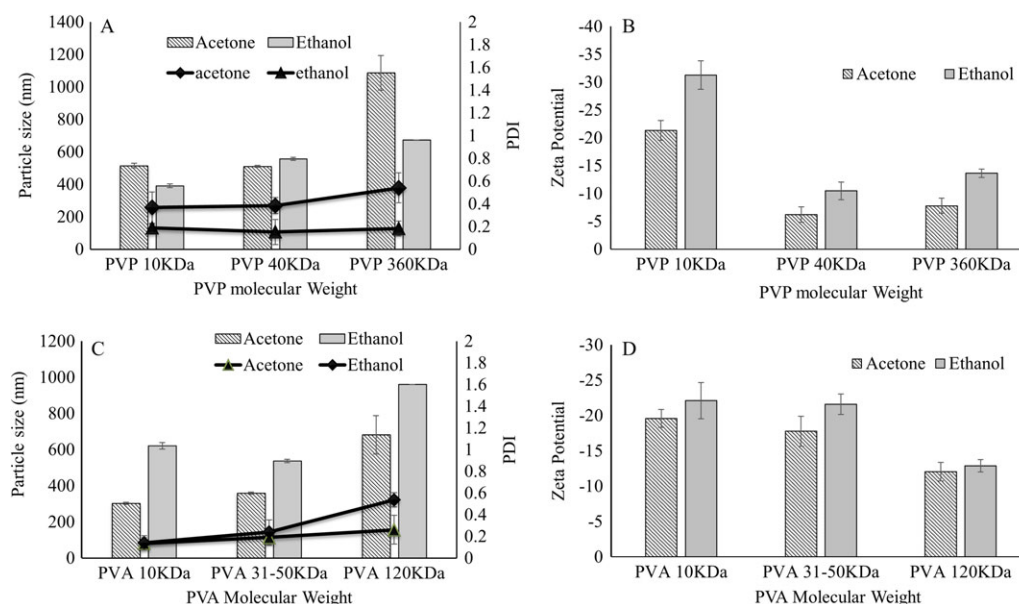 A
Acetone Ethanol
acetone ethanol
Particle size (nm)
1400
1200
1000
800
600
400
200
0
2
1.8
1.6
1.4
1.2
1
0.8
0.6
0.4
0.2
0
PDI
PVP 10KDa PVP 40KDa PVP 360KDa
PVP molecular Weight
B
Acetone Ethanol
Zeta Potential
-40
-35
-30
-25
-20
-15
-10
-5
0
PVP 10KDa PVP 40KDa PVP 360KDa
PVP molecular Weight
C
Acetone Ethanol
Acetone Ethanol
Particle size (nm)
1200
1000
800
600
400
200
0
2
1.8
1.6
1.4
1.2
1
0.8
0.6
0.4
0.2
0
PDI
PVA 10KDa PVA 31-50KDa PVA 120KDa
PVA Molecular Weight
D
Acetone Ethanol
Zeta Potential
-30
-25
-20
-15
-10
-5
0
PVA 10KDa PVA 31-50KDa PVA 120KDa
PVA Molecular Weight